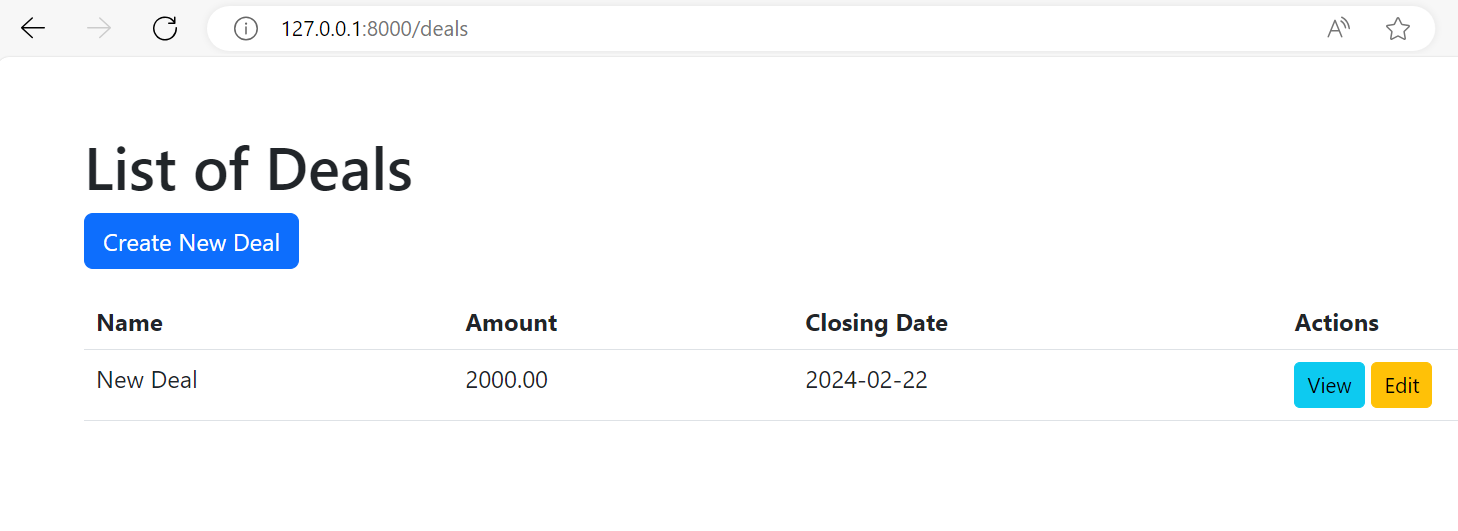 127.0.0.1:8000/deals
List of Deals
Create New Deal
Name Amount Closing Date Actions
New Deal 2000.00 2024-02-22 View Edit